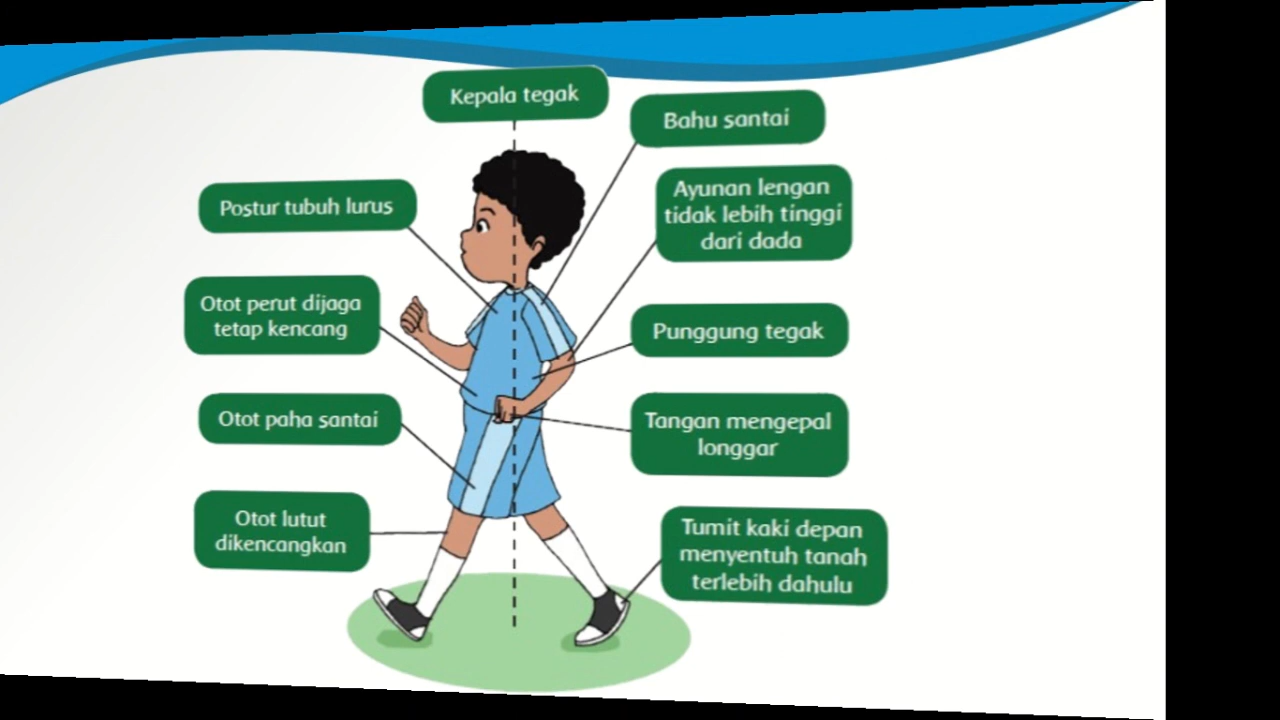 Kepala tegak
Bahu santai
Ayunan lengan
tidak lebih tinggi
dari dada
Postur tubuh lurus
Otot perut dijaga
tetap kencang
Punggung tegak
Otot paha santai
Tangan mengepal
longgar
Otot lutut
dikencangkan
Tumit kaki depan
menyentuh tanah
terlebih dahulu